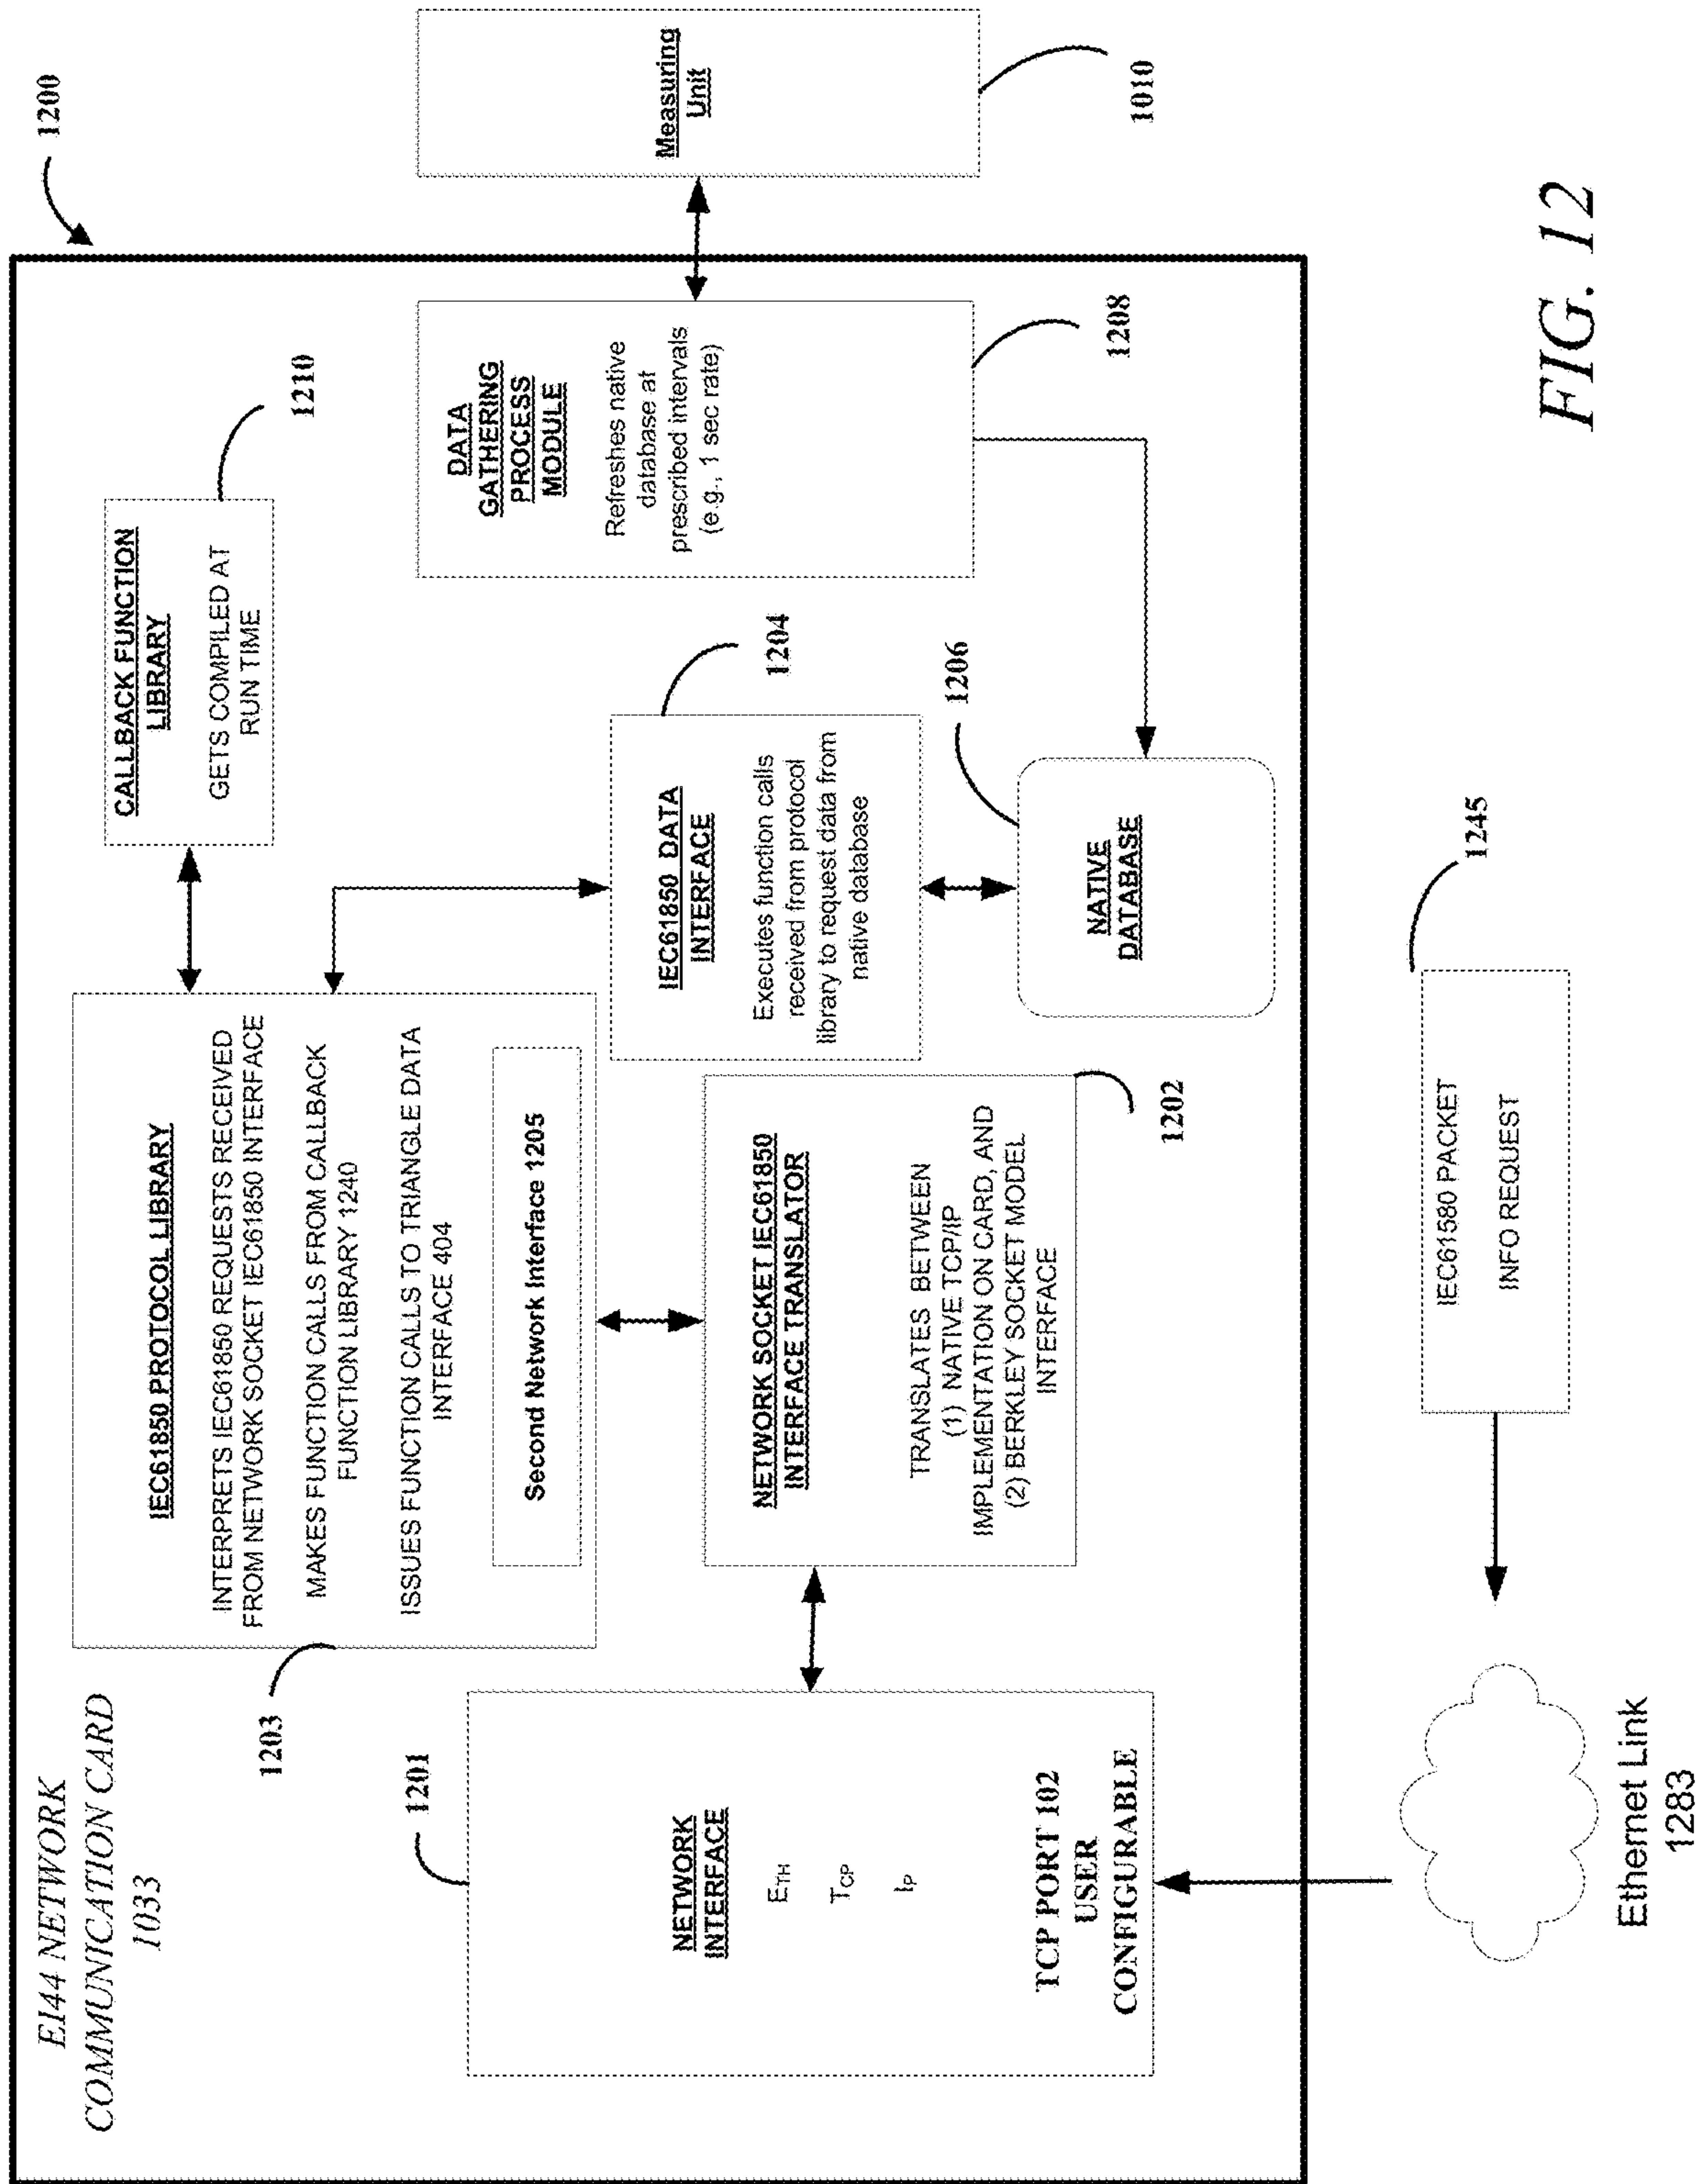 EI44 NETWORK
COMMUNICATION CARD
1033
1200
1203
IEC61850 PROTOCOL LIBRARY
INTERPRETS IEC61850 REQUESTS RECEIVED
FROM NETWORK SOCKET IEC61850 INTERFACE
MAKES FUNCTION CALLS FROM CALLBACK
FUNCTION LIBRARY 1240
ISSUES FUNCTION CALLS TO TRIANGLE DATA
INTERFACE 404
Second Network Interface 1205
CALLBACK FUNCTION
LIBRARY
GETS COMPILED AT
RUN TIME
1210
1201
NETWORK
INTERFACE
ETH
TCP
IP
TCP PORT 102
USER
CONFIGURABLE
NETWORK SOCKET IEC61850
INTERFACE TRANSLATOR
TRANSLATES BETWEEN
(1) NATIVE TCP/IP
IMPLEMENTATION ON CARD, AND
(2) BERKLEY SOCKET MODEL
INTERFACE
1202
IEC61850 DATA
INTERFACE
Executes function calls
received from protocol
library to request data from
native database
1204
1206
NATIVE
DATABASE
DATA
GATHERING
PROCESS
MODULE
Refreshes native
database at
prescribed intervals
(e.g., 1 sec rate)
1208
Measuring
Unit
1010
Ethernet Link
1283
IEC61580 PACKET
INFO REQUEST
1245
FIG. 12